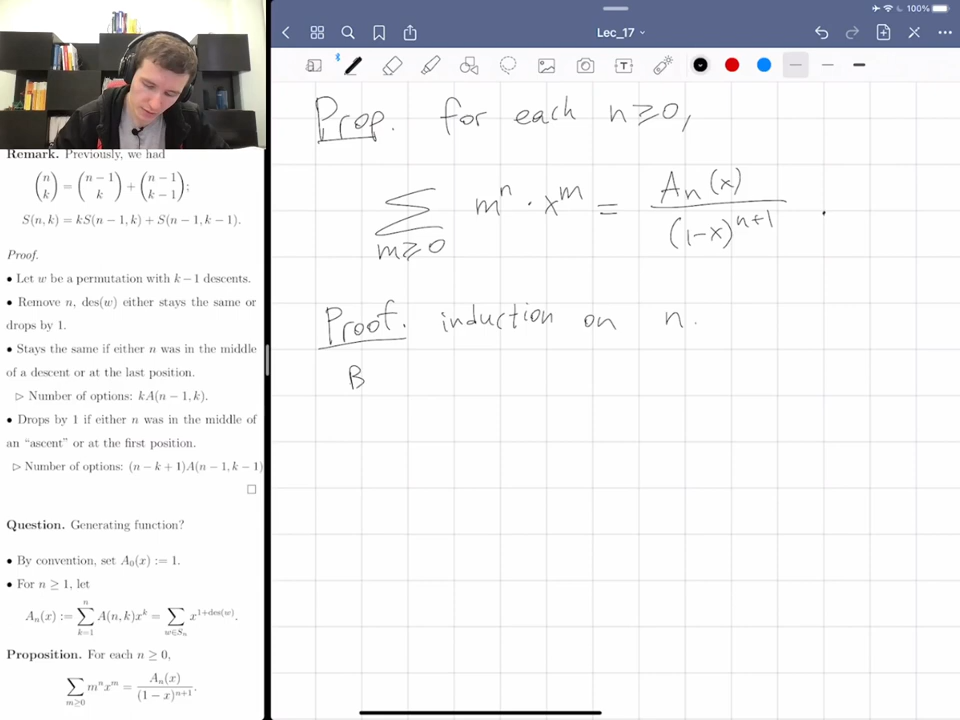 100%
Lec_17
Remark. Previously, we had
(n k) = (n − 1 k) + (n − 1 k − 1);
S(n, k) = kS(n − 1, k) + S(n − 1, k − 1).
Proof.
• Let w be a permutation with k − 1 descents.
• Remove n, des(w) either stays the same or
drops by 1.
• Stays the same if either n was in the middle
of a descent or at the last position.
▷ Number of options: kA(n − 1, k).
• Drops by 1 if either n was in the middle of
an “ascent” or at the first position.
▷ Number of options: (n − k + 1)A(n − 1, k − 1)
□
Question. Generating function?
• By convention, set A₀(x) := 1.
• For n ≥ 1, let
Aₙ(x) := ∑_{k=1}^{n} A(n, k)xᵏ = ∑_{w∈Sₙ} x^{1+des(w)}.
Proposition. For each n ≥ 0,
∑_{m≥0} mⁿxᵐ = Aₙ(x) / (1 − x)ⁿ⁺¹.
Prop. for each n ≥ 0,
∑_{m≥0} mⁿ · xᵐ = Aₙ(x) / (1-x)ⁿ⁺¹ .
Proof. induction on n.
B